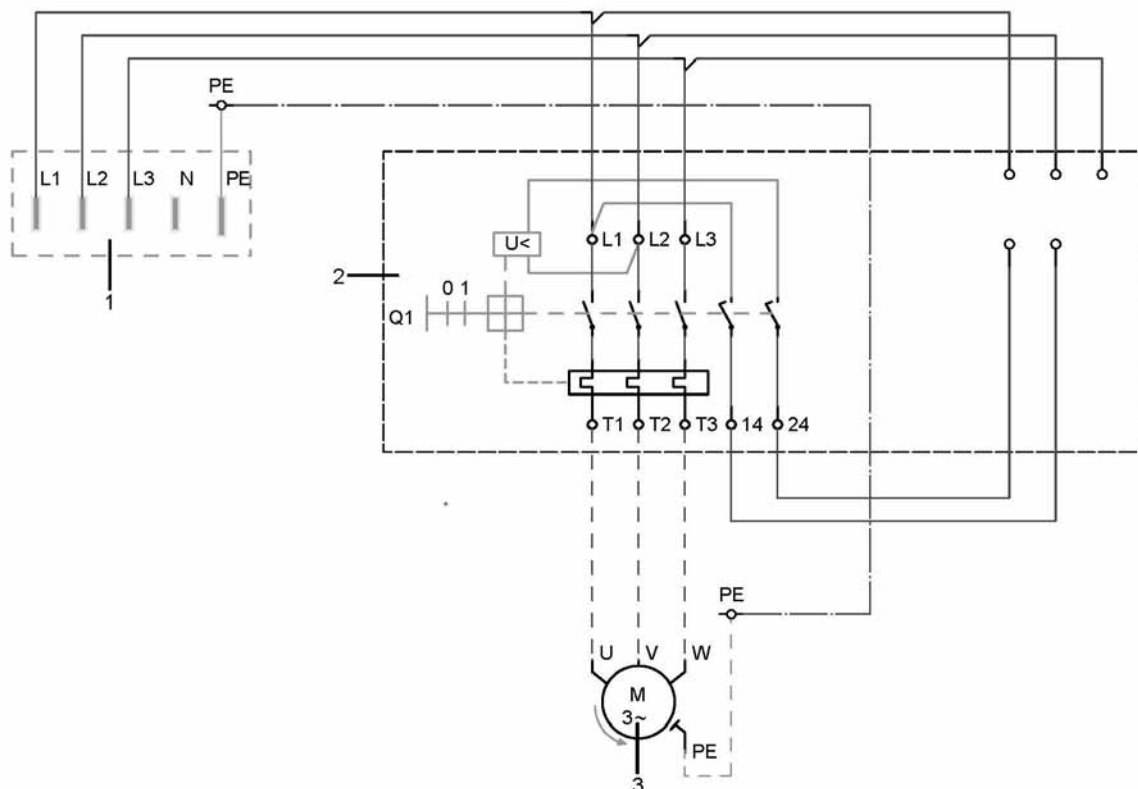 PE
L1 L2 L3 N PE
1
U<
L1 L2 L3
2
0 1
Q1
T1 T2 T3 14 24
PE
U V W
M
3~
PE
3